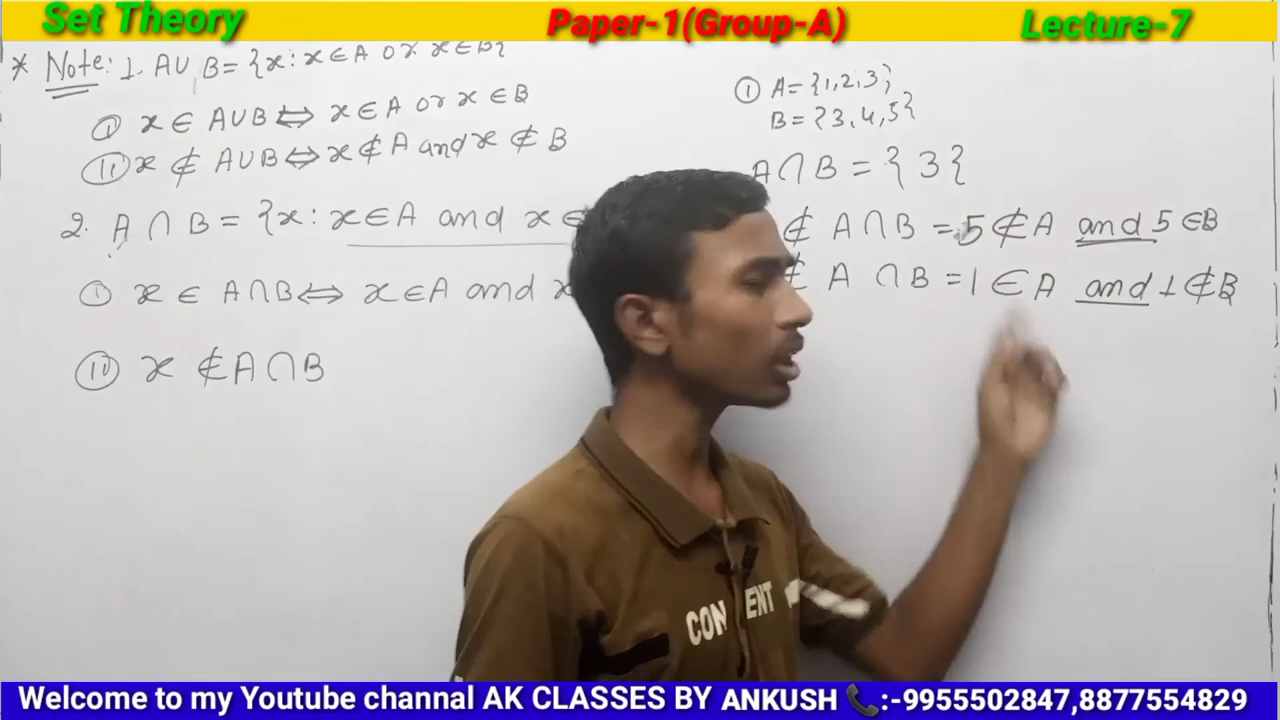 Set Theory
Paper-1(Group-A)
Lecture-7
* Note: 1. A∪B = {x : x∈A or x∈B}
① x ∈ A∪B ⇔ x∈A or x ∈B
⑪ x ∉ A∪B ⇔ x∉A and x ∉ B
2. A ∩ B = {x : x∈A and x ∈
① x ∈ A∩B ⇔ x∈A and x
⑪ x ∉ A∩B
① A = {1,2,3}
B = {3,4,5}
A∩B = {3}
∉ A∩B = 5 ∉A and 5 ∈B
∉ A ∩B = 1 ∈A and 1 ∉B
CON ENT
Welcome to my Youtube channal AK CLASSES BY ANKUSH 📞:-9955502847,8877554829